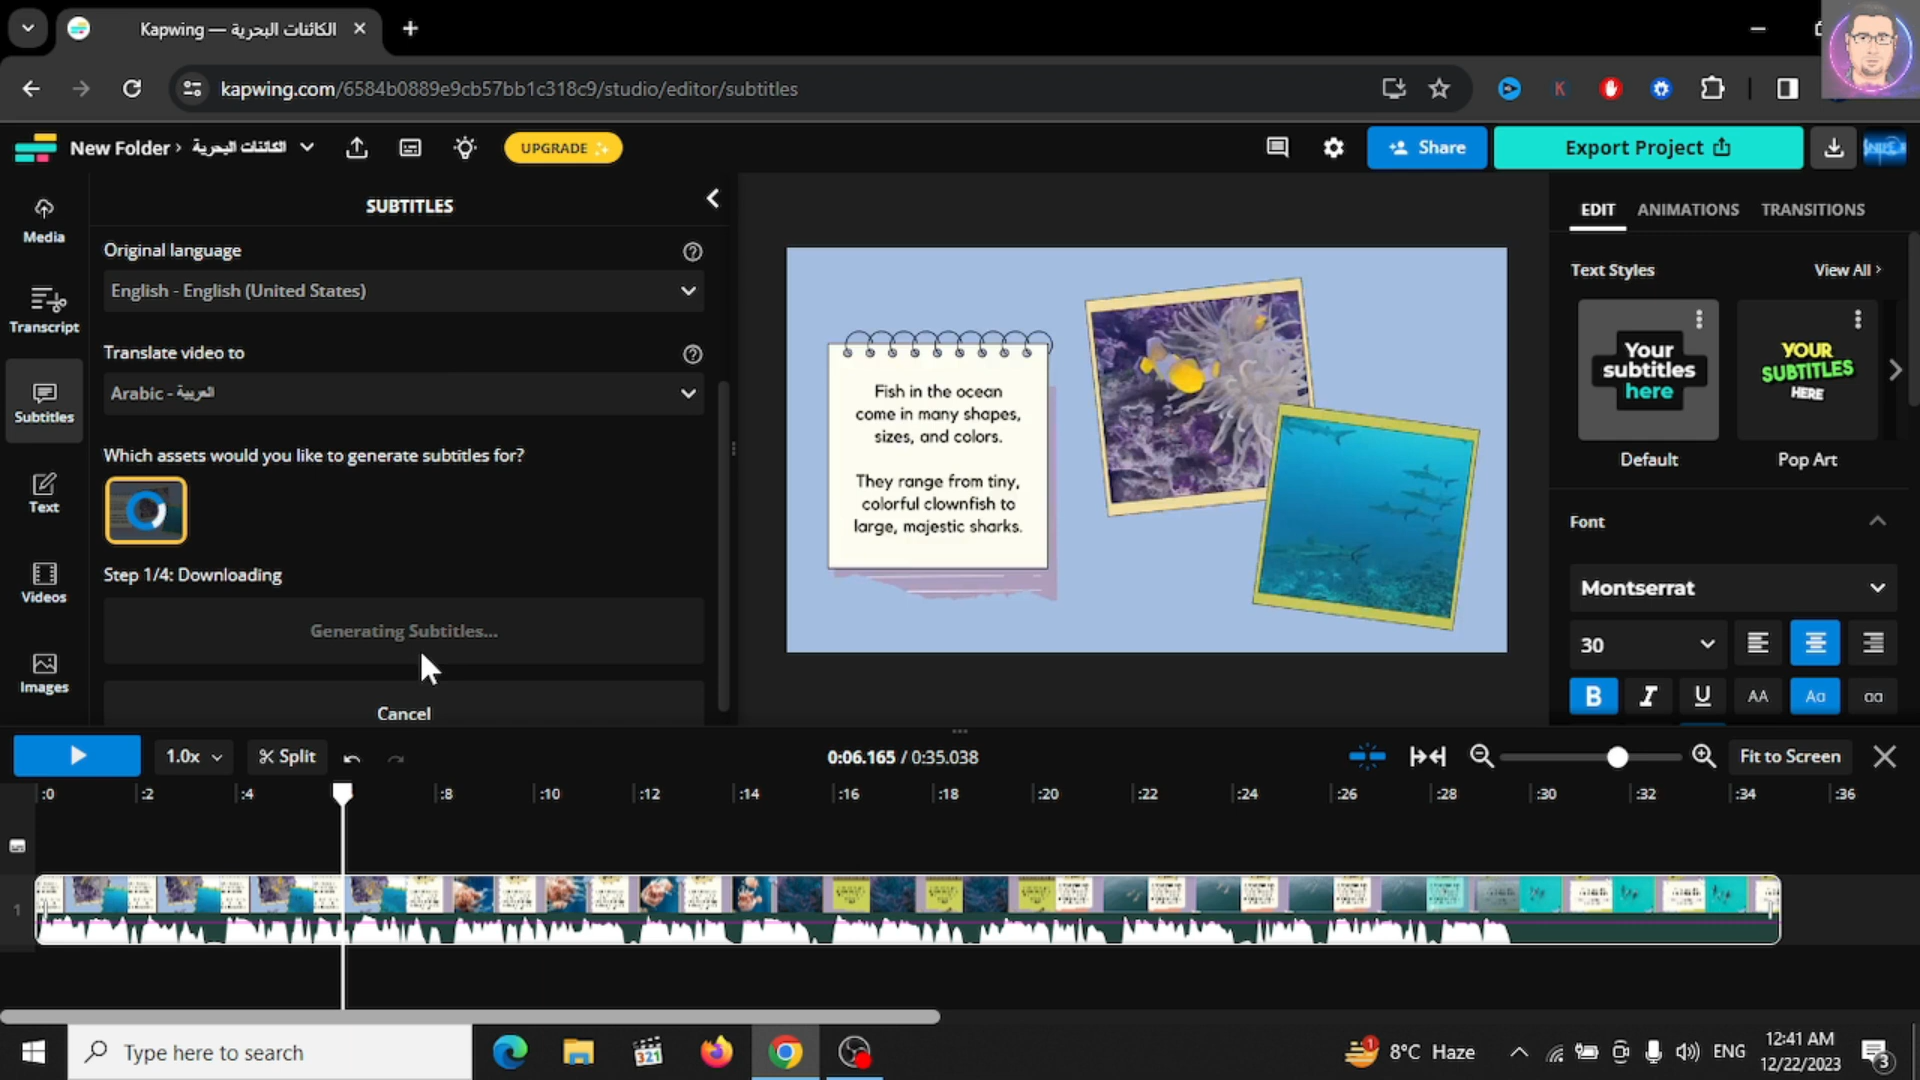 Kapwing — الكائنات البحرية
kapwing.com/6584b0889e9cb57bb1c318c9/studio/editor/subtitles
New Folder › الكائنات البحرية
UPGRADE
Share
Export Project
Media
Transcript
Subtitles
Text
Videos
Images
SUBTITLES
Original language
English - English (United States)
Translate video to
Arabic - العربية
Which assets would you like to generate subtitles for?
Step 1/4: Downloading
Generating Subtitles...
Cancel
Fish in the ocean
come in many shapes,
sizes, and colors.
They range from tiny,
colorful clownfish to
large, majestic sharks.
EDIT ANIMATIONS TRANSITIONS
Text Styles View All ›
Your
subtitles
here
YOUR
SUBTITLES
HERE
Default Pop Art
Font
Montserrat
30
B I U AA Aa aa
1.0x Split 0:06.165 / 0:35.038 Fit to Screen
:0 :2 :4 :8 :10 :12 :14 :16 :18 :20 :22 :24 :26 :28 :30 :32 :34 :36
1
Type here to search
321
1
8°C Haze
ENG
12:41 AM
12/22/2023
3